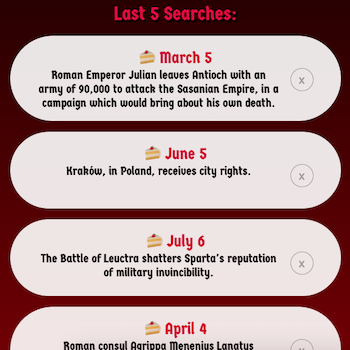 Last 5 Searches:
March 5
Roman Emperor Julian leaves Antioch with an
army of 90,000 to attack the Sasanian Empire, in a
campaign which would bring about his own death.
x
June 5
Kraków, in Poland, receives city rights.
x
July 6
The Battle of Leuctra shatters Sparta's reputation
of military invincibility.
x
April 4
Roman consul Agrippa Menenius Lanatus
x